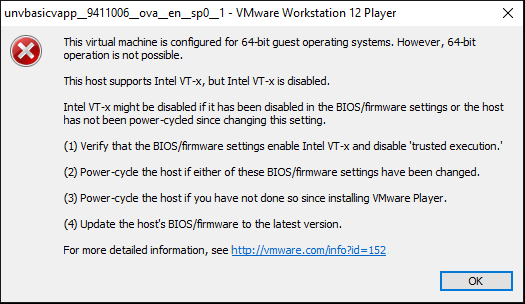 unvbasicvapp__9411006__ova__en__sp0__1 - VMware Workstation 12 Player
This virtual machine is configured for 64-bit guest operating systems. However, 64-bit
operation is not possible.
This host supports Intel VT-x, but Intel VT-x is disabled.
Intel VT-x might be disabled if it has been disabled in the BIOS/firmware settings or the host
has not been power-cycled since changing this setting.
(1) Verify that the BIOS/firmware settings enable Intel VT-x and disable 'trusted execution.'
(2) Power-cycle the host if either of these BIOS/firmware settings have been changed.
(3) Power-cycle the host if you have not done so since installing VMware Player.
(4) Update the host's BIOS/firmware to the latest version.
For more detailed information, see http://vmware.com/info?id=152
OK